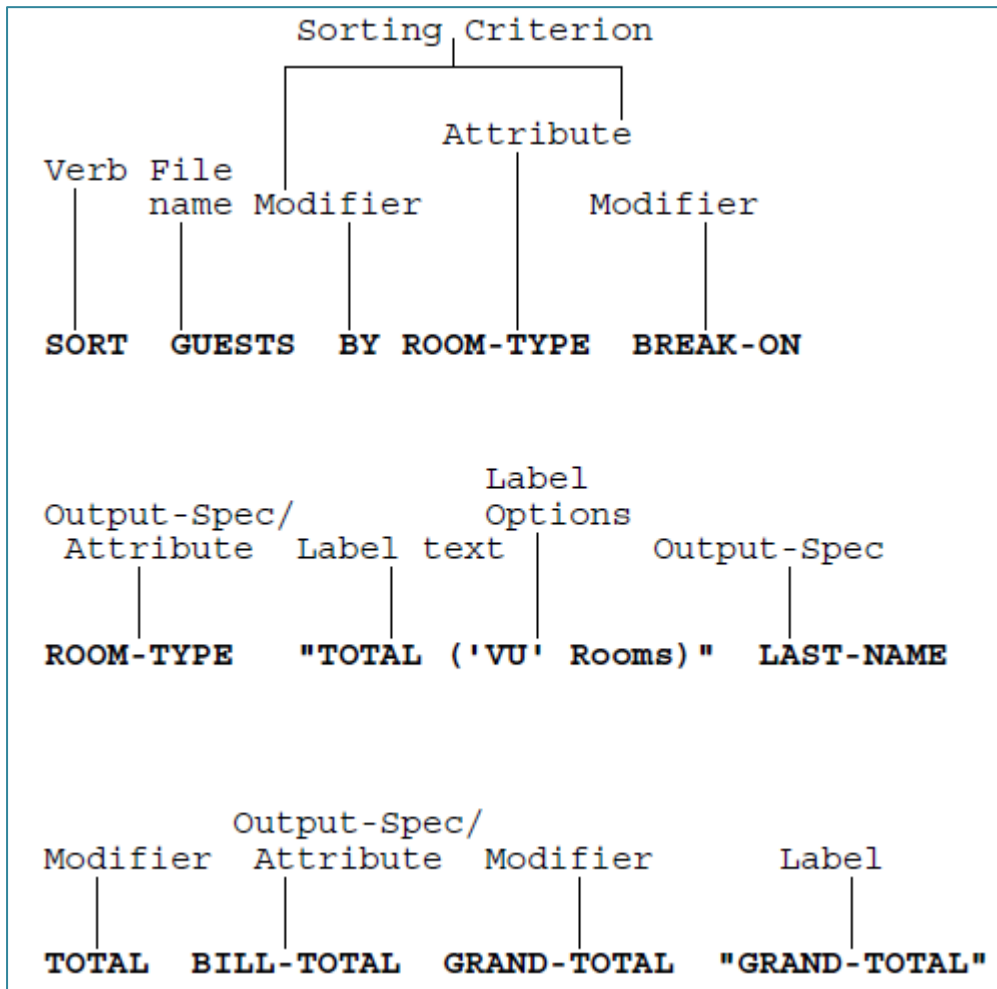 Sorting Criterion
Attribute
Verb File
name Modifier Modifier
SORT GUESTS BY ROOM-TYPE BREAK-ON
Label
Output-Spec/ Options
Attribute Label text Output-Spec
ROOM-TYPE "TOTAL ('VU' Rooms)" LAST-NAME
Output-Spec/
Modifier Attribute Modifier Label
TOTAL BILL-TOTAL GRAND-TOTAL "GRAND-TOTAL"